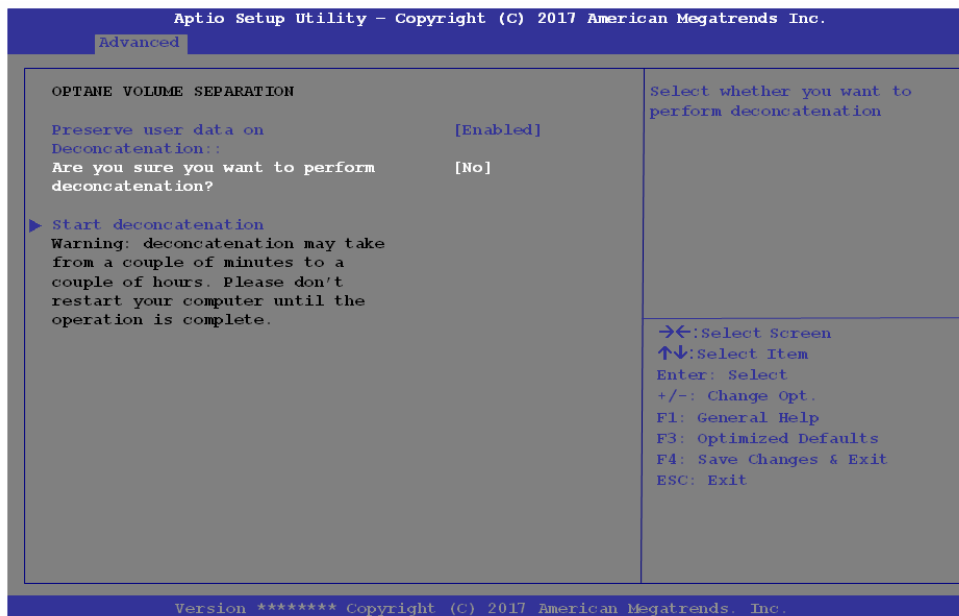 Aptio Setup Utility – Copyright (C) 2017 American Megatrends Inc.
Advanced
OPTANE VOLUME SEPARATION
Preserve user data on [Enabled]
Deconcatenation::
Are you sure you want to perform [No]
deconcatenation?
▶ Start deconcatenation
Warning: deconcatenation may take
from a couple of minutes to a
couple of hours. Please don't
restart your computer until the
operation is complete.
Select whether you want to
perform deconcatenation
→←:Select Screen
↑↓:Select Item
Enter: Select
+/-: Change Opt.
F1: General Help
F3: Optimized Defaults
F4: Save Changes & Exit
ESC: Exit
Version ******** Copyright (C) 2017 American Megatrends. Inc.